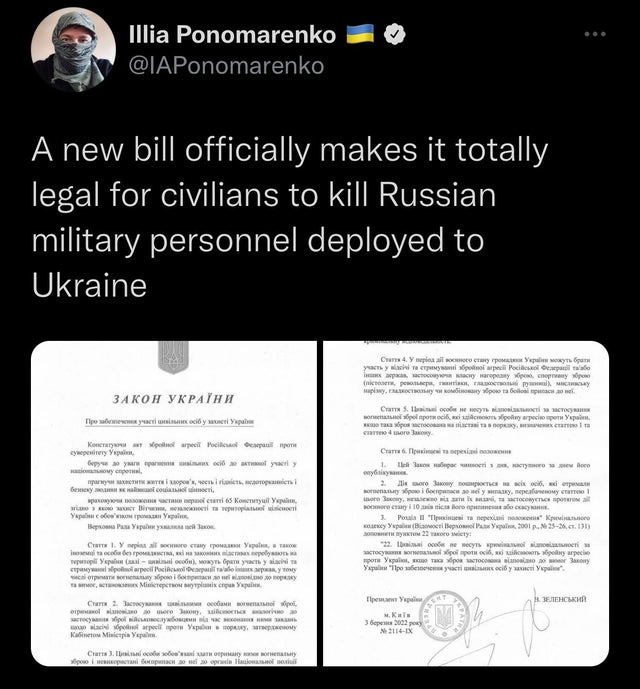 Illia Ponomarenko 🇺🇦
@IAPonomarenko
A new bill officially makes it totally
legal for civilians to kill Russian
military personnel deployed to
Ukraine
ЗАКОН УКРАЇНИ
Про забезпечення участі цивільних осіб у захисті України
Констатуючи акт збройної агресії Російської Федерації проти
суверенітету України,
беручи до уваги прагнення цивільних осіб до активної участі у
національному спротиві,
прагнучи захистити життя і здоров'я, честь і гідність, недоторканність і
безпеку людини як найвищої соціальної цінності,
враховуючи положення частини першої статті 65 Конституції України,
згідно з якою захист Вітчизни, незалежності та територіальної цілісності
України є обов'язком громадян України,
Верховна Рада України ухвалила цей Закон.
Стаття 1. У період дії воєнного стану громадяни України, а також
іноземці та особи без громадянства, які на законних підставах перебувають на
території України (далі – цивільні особи), можуть брати участь у відсічі та
стримуванні збройної агресії Російської Федерації та/або інших держав, у тому
числі отримати вогнепальну зброю і боєприпаси до неї відповідно до порядку
та вимог, встановлених Міністерством внутрішніх справ України.
Стаття 2. Застосування цивільними особами вогнепальної зброї,
отриманої відповідно до цього Закону, здійснюється аналогічно до
застосування зброї військовослужбовцями під час виконання ними завдань
щодо відсічі збройної агресії проти України в порядку, затвердженому
Кабінетом Міністрів України.
Стаття 3. Цивільні особи зобов'язані здати отриману ними вогнепальну
зброю і невикористані боєприпаси до неї до органів Національної поліції
кримінальну відповідальність.
Стаття 4. У період дії воєнного стану громадяни України можуть брати
участь у відсічі та стримуванні збройної агресії Російської Федерації та/або
інших держав, застосовуючи власну нагородну зброю, спортивну зброю
(пістолети, револьвери, гвинтівки, гладкоствольні рушниці), мисливську
нарізну, гладкоствольну чи комбіновану зброю та бойові припаси до неї.
Стаття 5. Цивільні особи не несуть відповідальності за застосування
вогнепальної зброї проти осіб, які здійснюють збройну агресію проти України,
якщо така зброя застосована на підставі та в порядку, визначених статтею 1 та
статтею 4 цього Закону.
Стаття 6. Прикінцеві та перехідні положення
1. Цей Закон набирає чинності з дня, наступного за днем його
опублікування.
2. Дія цього Закону поширюється на всіх осіб, які отримали
вогнепальну зброю і боєприпаси до неї у випадку, передбаченому статтею 1
цього Закону, незалежно від дати їх видачі, та застосовується протягом дії
воєнного стану і 10 днів після його припинення або скасування.
3. Розділ II "Прикінцеві та перехідні положення" Кримінального
кодексу України (Відомості Верховної Ради України, 2001 р., № 25–26, ст. 131)
доповнити пунктом 22 такого змісту:
"22. Цивільні особи не несуть кримінальної відповідальності за
застосування вогнепальної зброї проти осіб, які здійснюють збройну агресію
проти України, якщо така зброя застосована відповідно до вимог Закону
України "Про забезпечення участі цивільних осіб у захисті України".
Президент України В. ЗЕЛЕНСЬКИЙ
м. Київ
3 березня 2022 року
№ 2114-IX